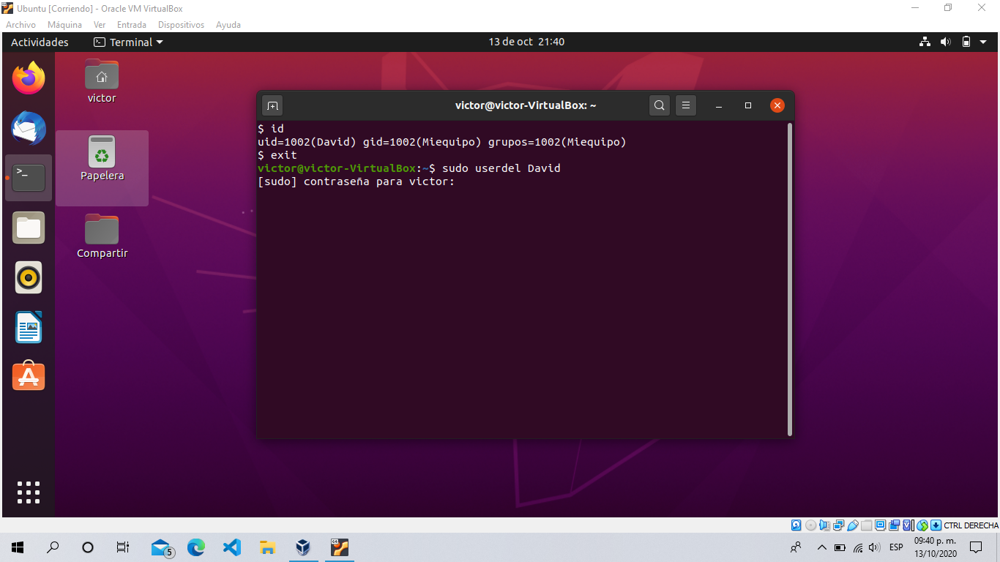 Ubuntu [Corriendo] - Oracle VM VirtualBox
Archivo Máquina Ver Entrada Dispositivos Ayuda
Actividades Terminal 13 de oct 21:40
victor
Papelera
Compartir
victor@victor-VirtualBox: ~
$ id
uid=1002(David) gid=1002(Miequipo) grupos=1002(Miequipo)
$ exit
victor@victor-VirtualBox:~$ sudo userdel David
[sudo] contraseña para victor:
CTRL DERECHA
5
ESP
09:40 p. m.
13/10/2020